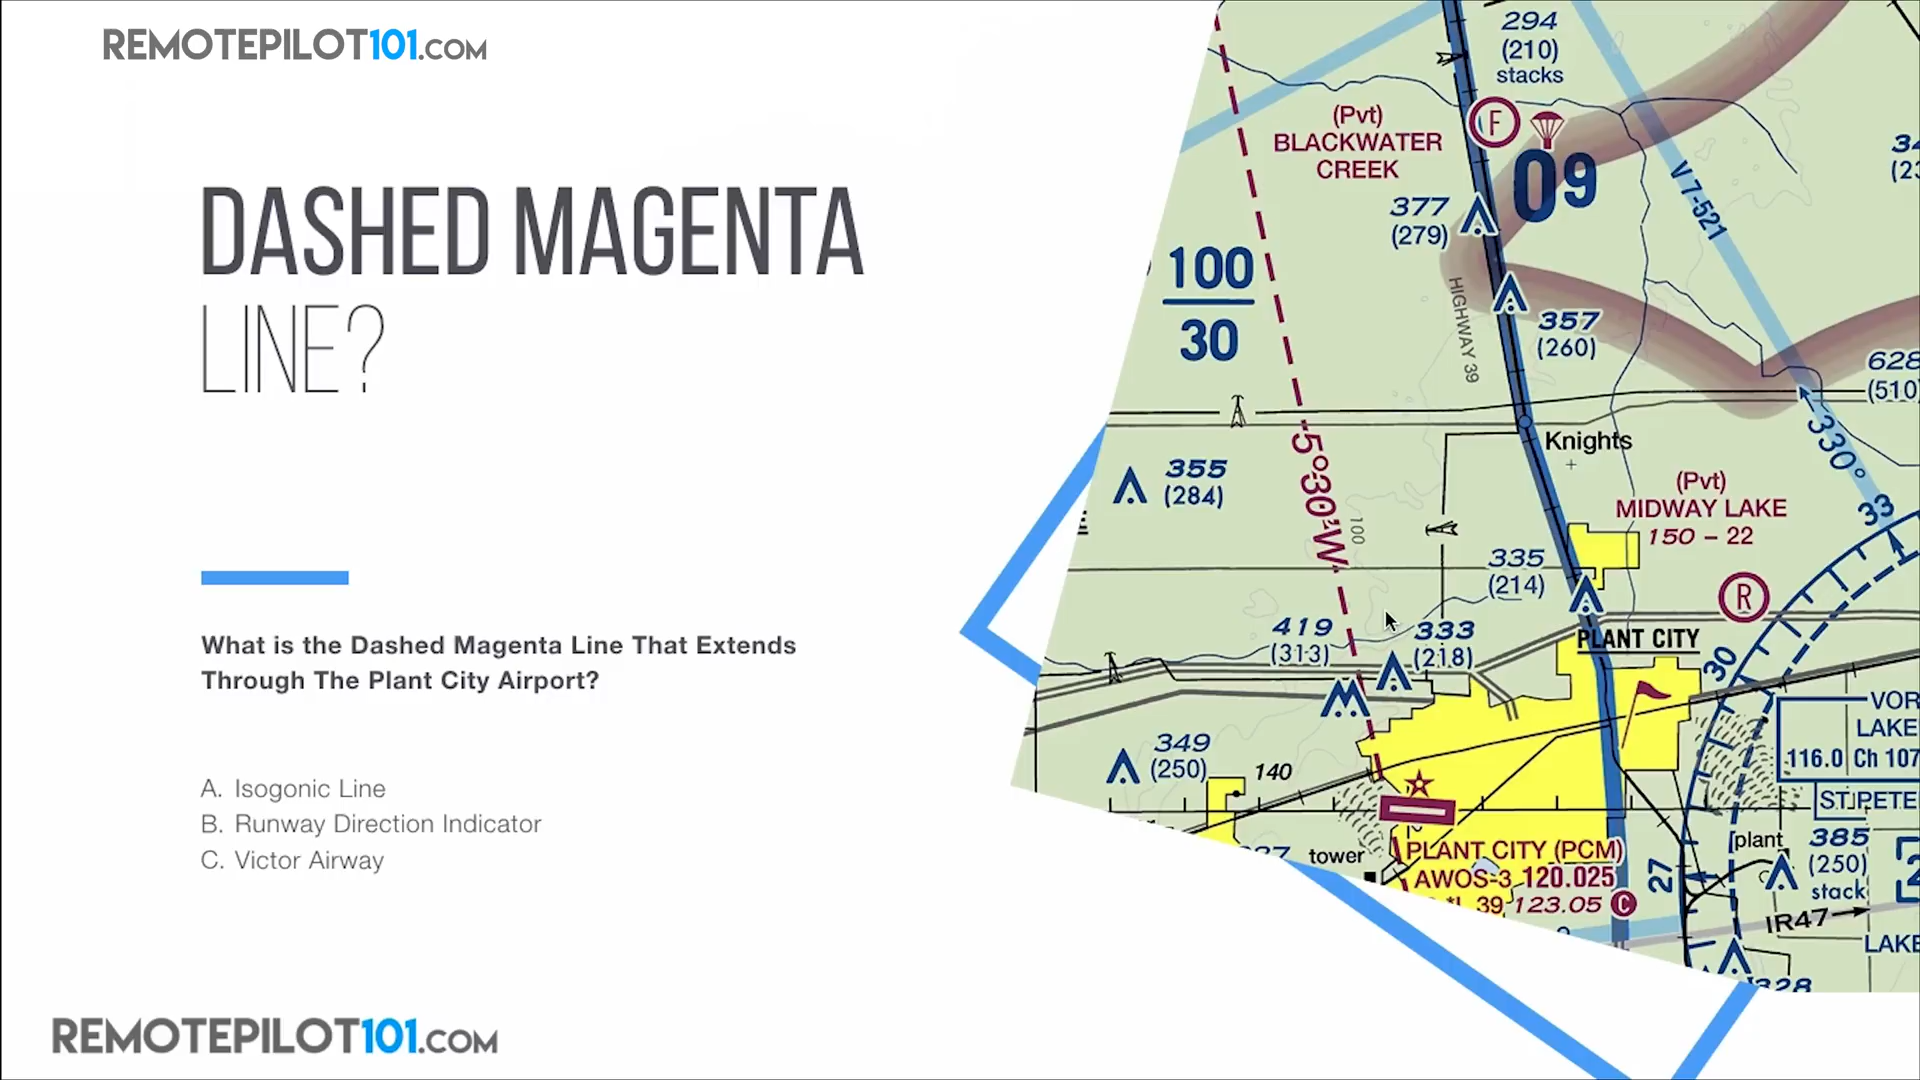 REMOTEPILOT101.COM
DASHED MAGENTA
LINE?
What is the Dashed Magenta Line That Extends
Through The Plant City Airport?
A. Isogonic Line
B. Runway Direction Indicator
C. Victor Airway
REMOTEPILOT101.COM
294
(210)
stacks
(Pvt)
BLACKWATER
CREEK
F
09
377
(279)
V 7-521
100
30
HIGHWAY 39
357
(260)
628
(510)
5°30'W
Knights
330°
355
(284)
100
(Pvt)
MIDWAY LAKE
150 – 22
33
335
(214)
R
419
(313)
333
(218)
PLANT CITY
30
349
(250)
140
VOR
LAKE
116.0 Ch 107
ST PETE
tower
plant
385
(250)
stack
PLANT CITY (PCM)
AWOS-3 120.025
*L 39 123.05 C
27
IR47
LAKE
328